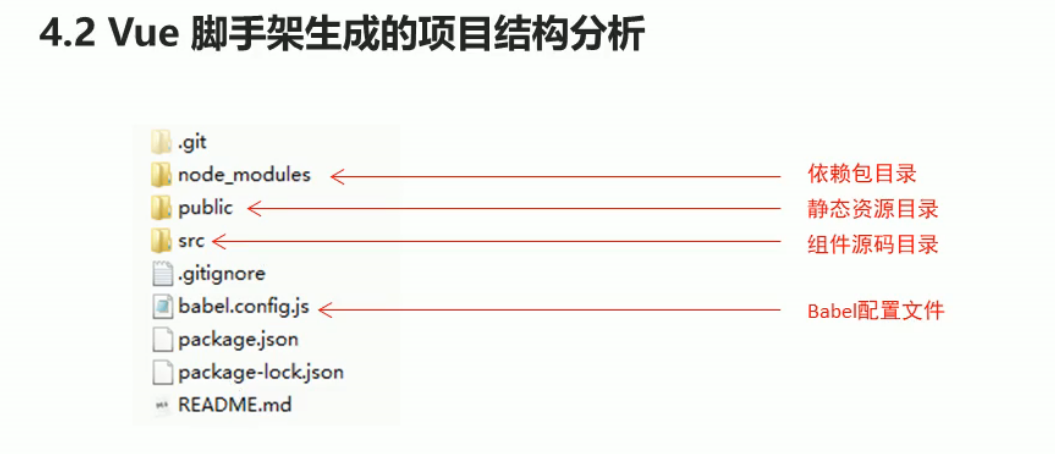 4.2 Vue 脚手架生成的项目结构分析
.git
node_modules 依赖包目录
public 静态资源目录
src 组件源码目录
.gitignore
babel.config.js Babel配置文件
package.json
package-lock.json
README.md